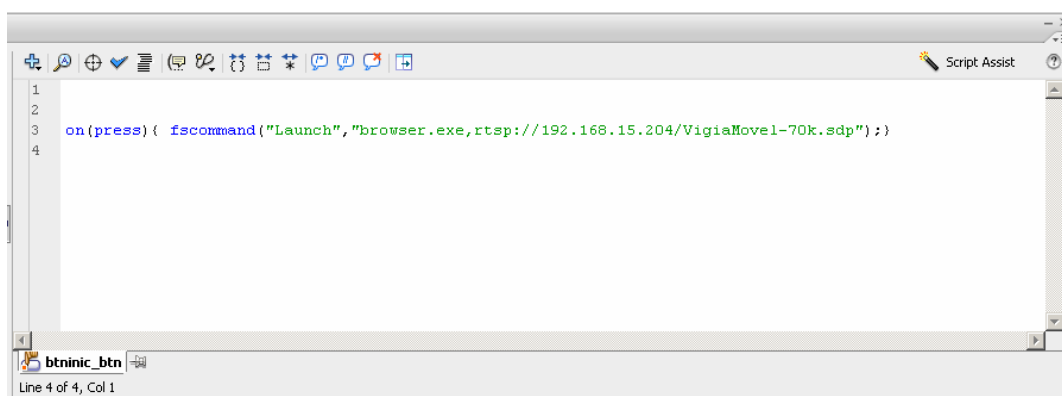 Script Assist
1
2
3 on(press){ fscommand("Launch","browser.exe,rtsp://192.168.15.204/VigiaMovel-70k.sdp");}
4
btninic_btn
Line 4 of 4, Col 1